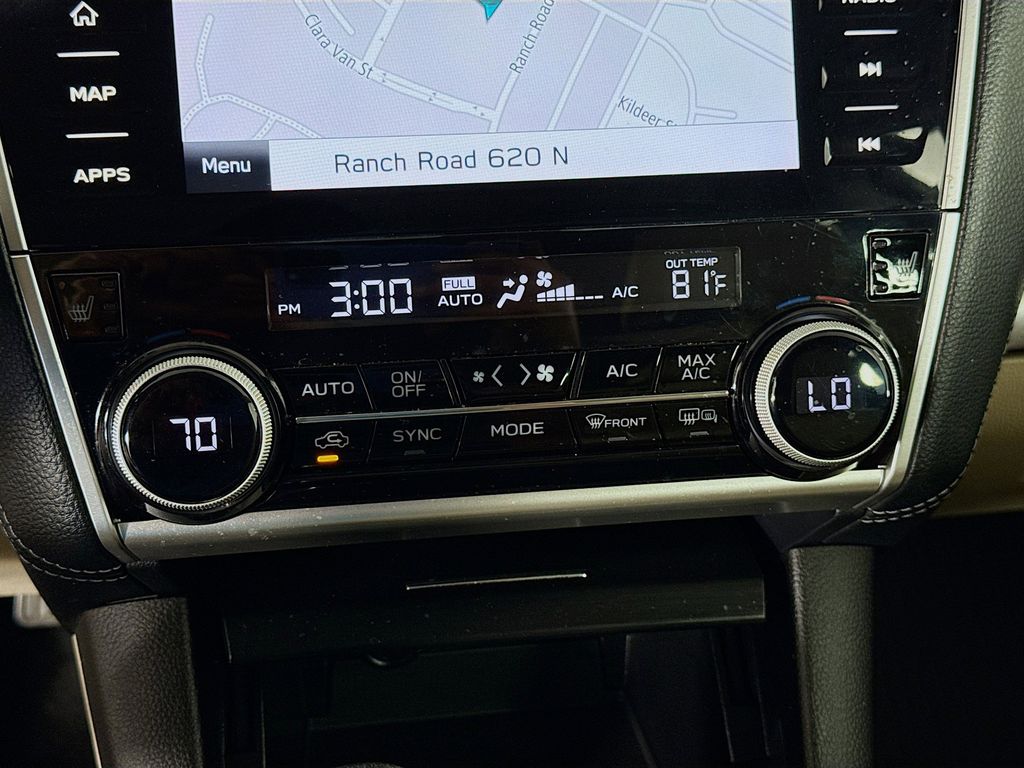 RADIO
Clara Van St
Ranch Road
MAP
Kildeer
Menu
Ranch Road 620 N
APPS
OUT TEMP
PM 3:00 FULL AUTO A/C 81°F
AUTO
ON/
OFF
A/C
MAX
A/C
70
SYNC
MODE
FRONT
LO